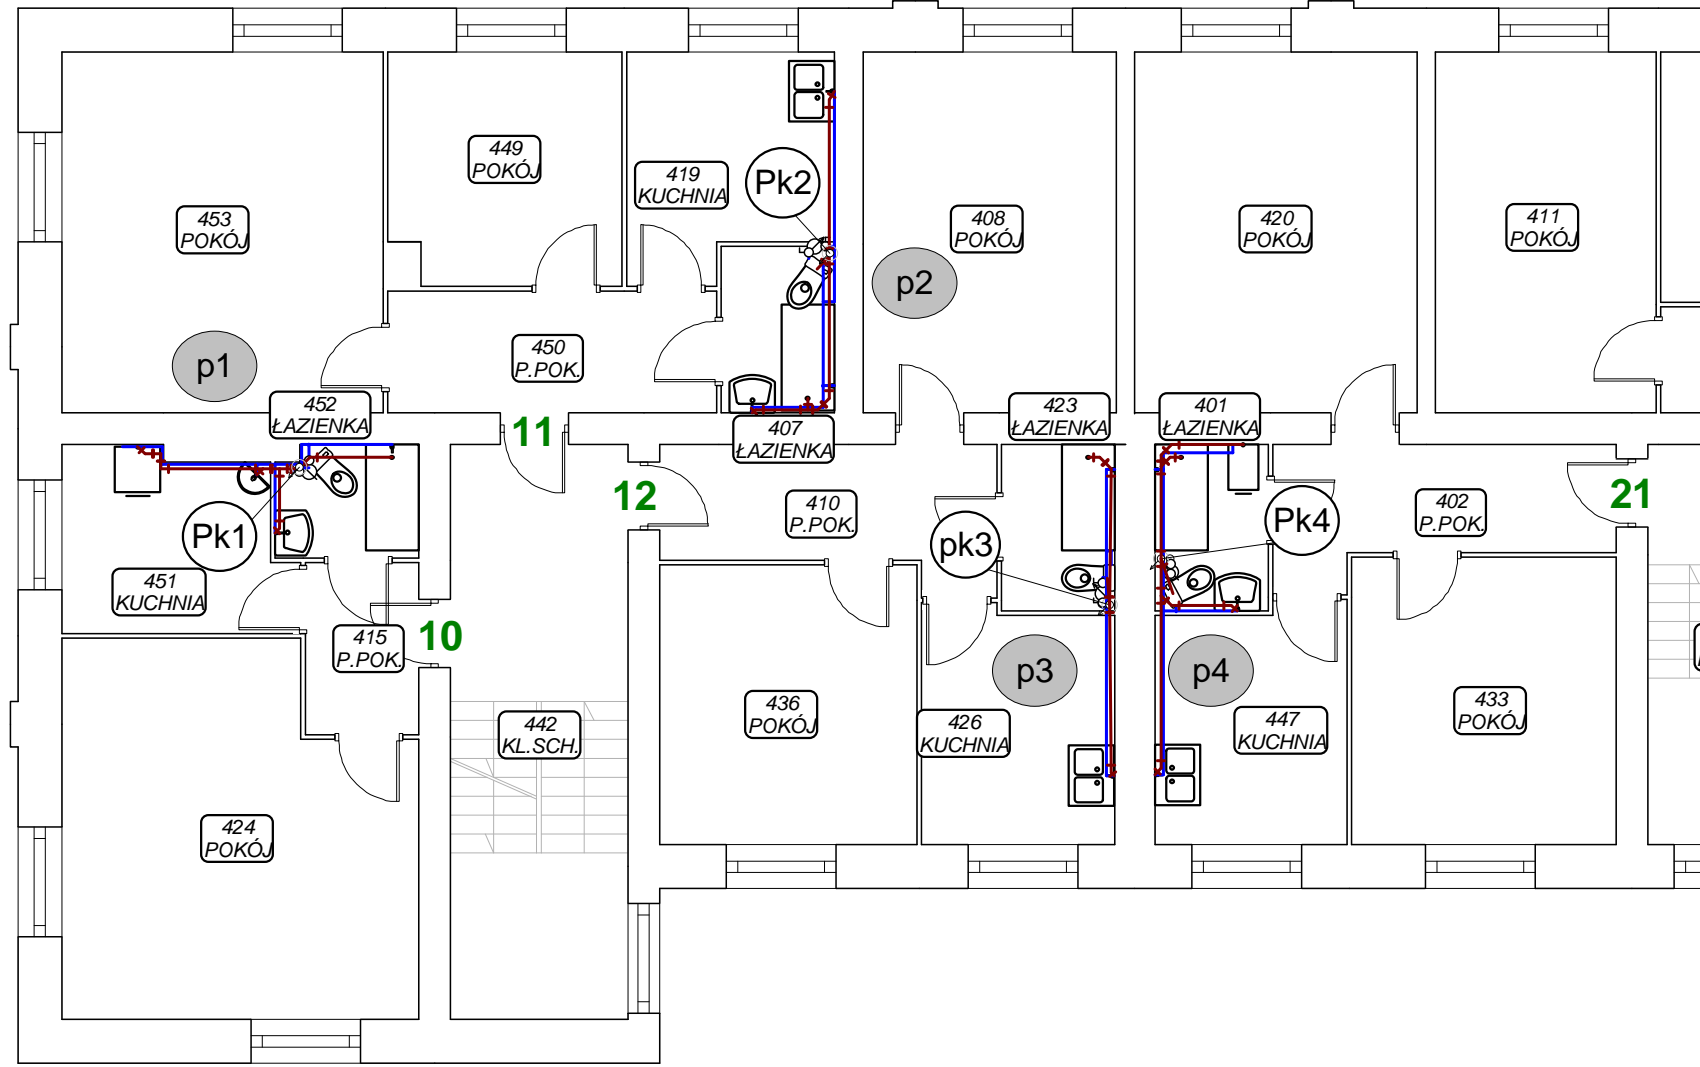 449
POKÓJ
419
KUCHNIA
Pk2
453
POKÓJ
408
POKÓJ
420
POKÓJ
411
POKÓJ
p2
450
P.POK.
p1
452
ŁAZIENKA
11
407
ŁAZIENKA
423
ŁAZIENKA
401
ŁAZIENKA
12
410
P.POK.
402
P.POK.
21
Pk1
pk3
Pk4
451
KUCHNIA
415
P.POK.
10
p3
p4
436
POKÓJ
442
KL.SCH.
426
KUCHNIA
447
KUCHNIA
433
POKÓJ
424
POKÓJ